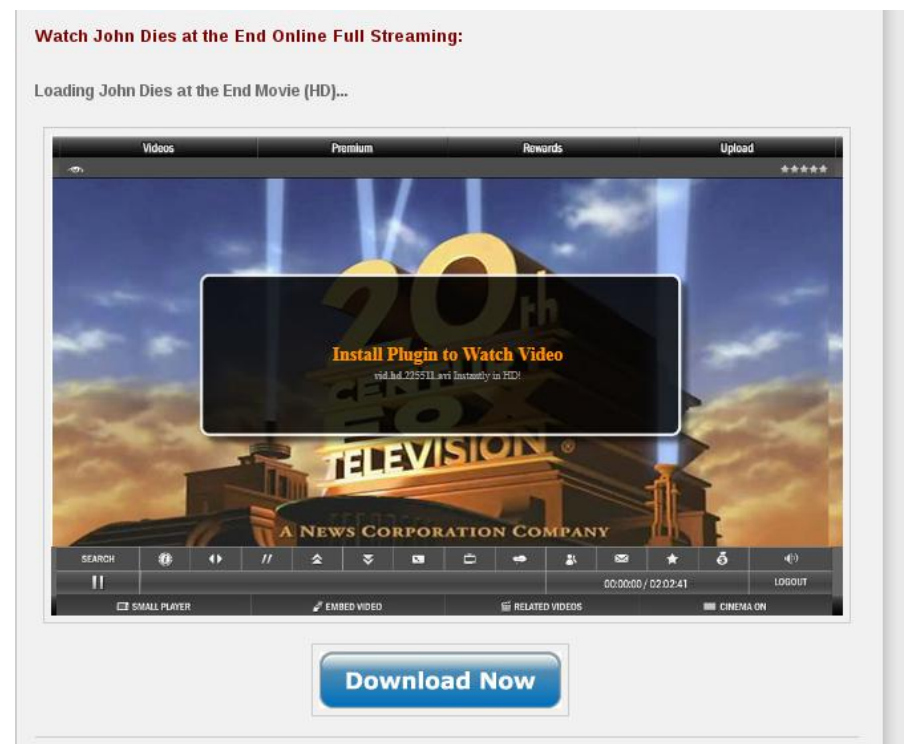 Watch John Dies at the End Online Full Streaming:
Loading John Dies at the End Movie (HD)...
Videos Premium Rewards Upload
20th
CENTURY
FOX
Install Plugin to Watch Video
vid.hd.225511.avi Instantly in HD!
TELEVISION ®
A NEWS CORPORATION COMPANY
SEARCH
00:00:00 / 02:02:41 LOGOUT
SMALL PLAYER EMBED VIDEO RELATED VIDEOS CINEMA ON
Download Now